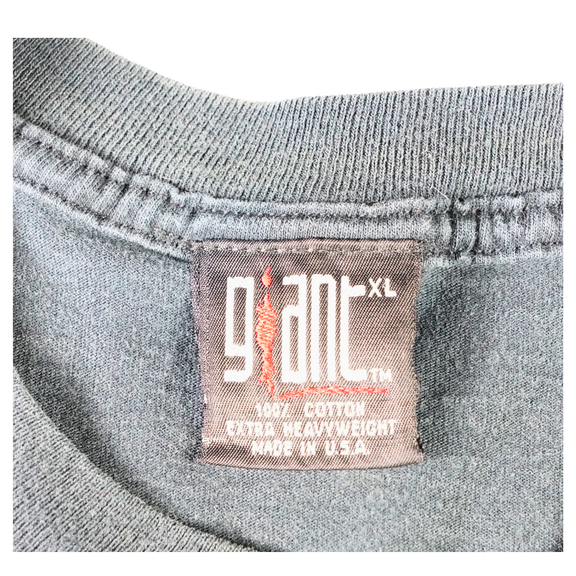 giant XL
TM
100% COTTON
EXTRA HEAVYWEIGHT
MADE IN U.S.A.